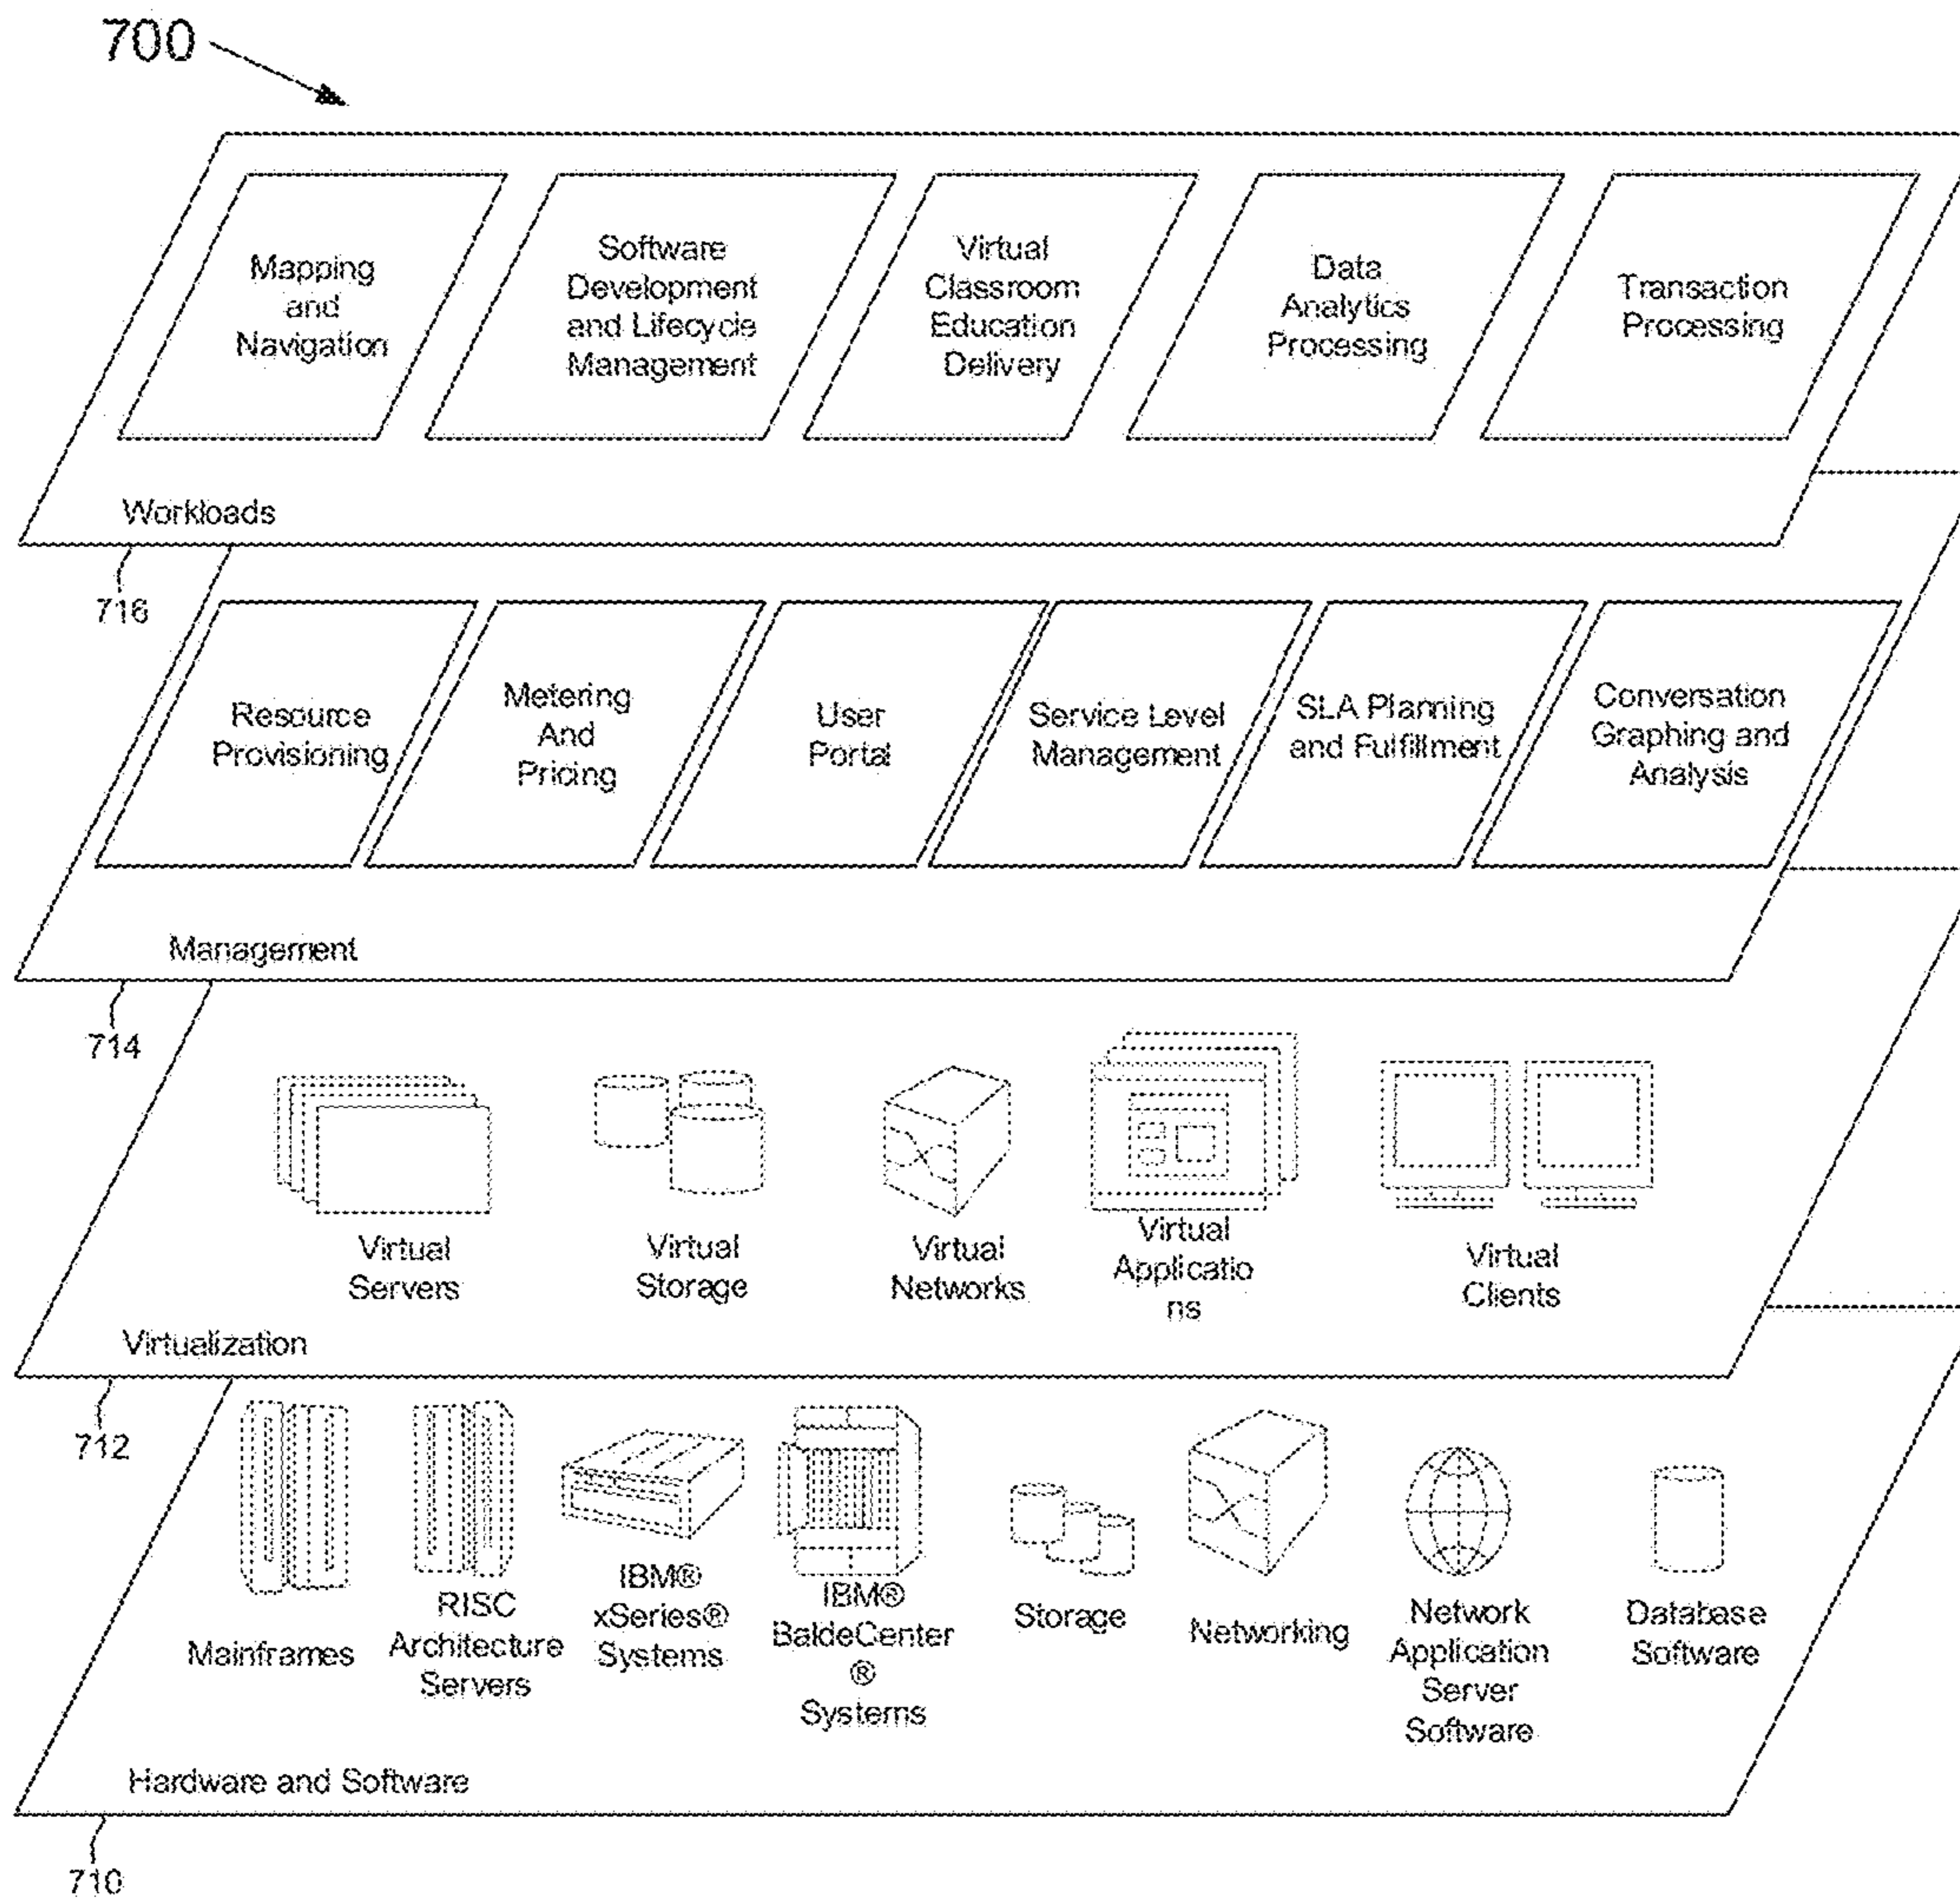 700
Mapping
and
Navigation
Software
Development
and Lifecycle
Management
Virtual
Classroom
Education
Delivery
Data
Analytics
Processing
Transaction
Processing
Workloads
716
Resource
Provisioning
Metering
And
Pricing
User
Portal
Service Level
Management
SLA Planning
and Fulfillment
Conversation
Graphing and
Analysis
Management
714
Virtual
Servers
Virtual
Storage
Virtual
Networks
Virtual
Applicatio
ns
Virtual
Clients
Virtualization
712
Mainframes
RISC
Architecture
Servers
IBM®
xSeries®
Systems
IBM®
BaldeCenter
®
Systems
Storage
Networking
Network
Application
Server
Software
Database
Software
Hardware and Software
710